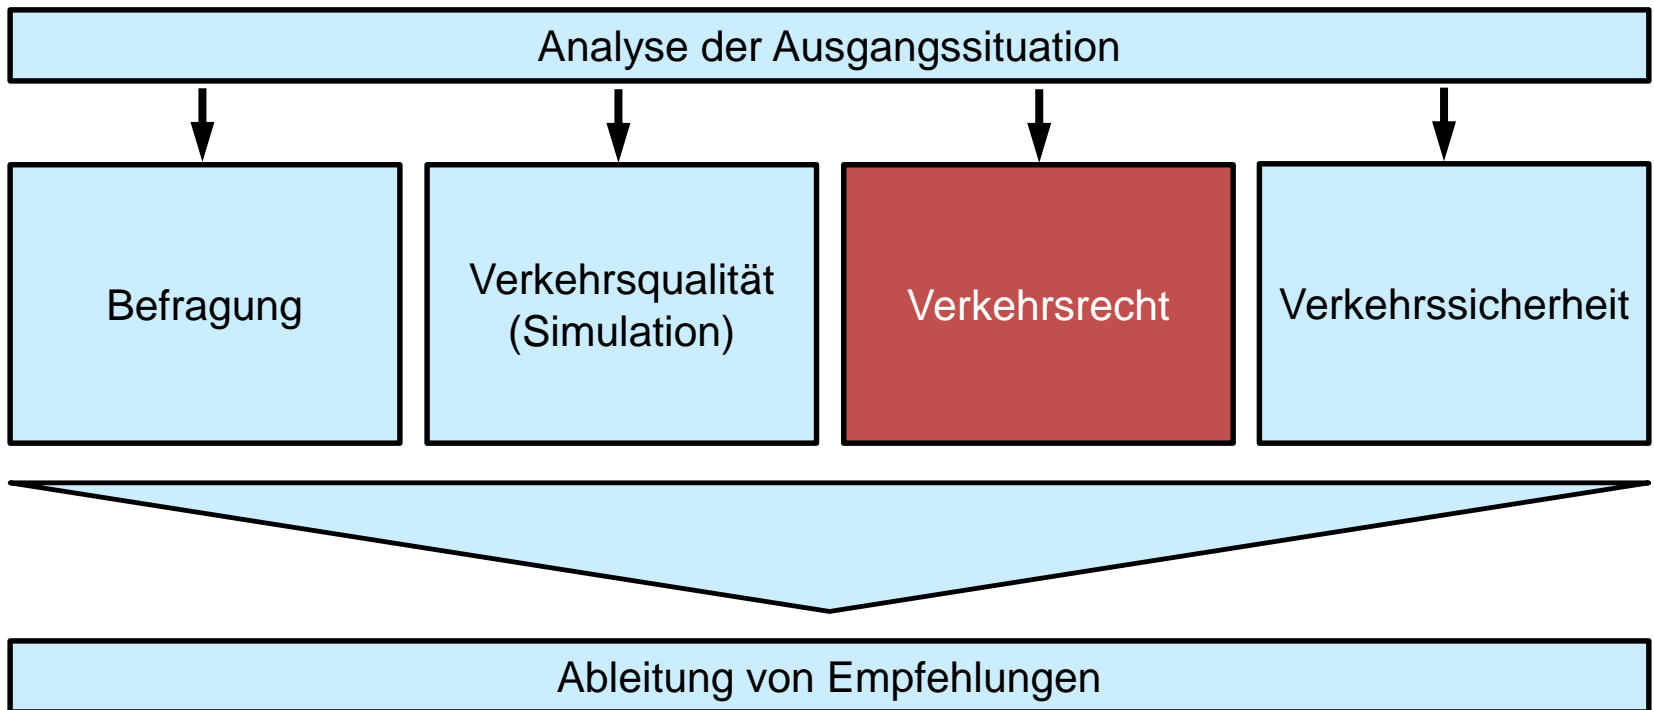 Analyse der Ausgangssituation
Befragung
Verkehrsqualität
(Simulation)
Verkehrsrecht
Verkehrssicherheit
Ableitung von Empfehlungen